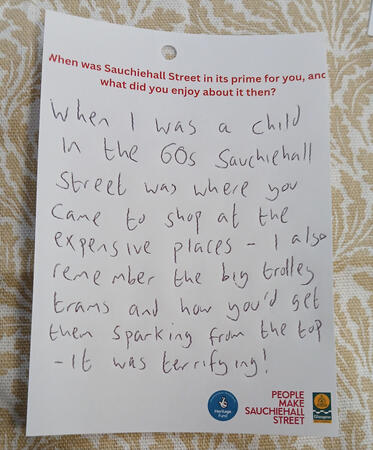 When was Sauchiehall Street in its prime for you, and
what did you enjoy about it then?
When I was a child
in the 60s Sauchiehall
Street was where you
came to shop at the
expensive places - I also
remember the big trolley
trams and how you'd get
them sparking from the top
- It was terrifying!
Heritage
Fund
PEOPLE
MAKE
SAUCHIEHALL
STREET
Glasgow